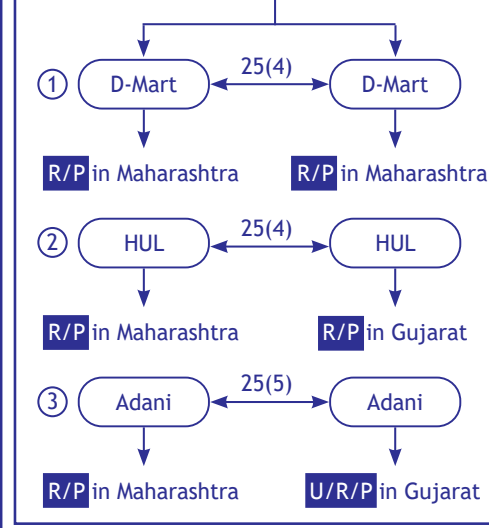 25(4)
① D-Mart D-Mart
R/P in Maharashtra R/P in Maharashtra
25(4)
② HUL HUL
R/P in Maharashtra R/P in Gujarat
25(5)
③ Adani Adani
R/P in Maharashtra U/R/P in Gujarat